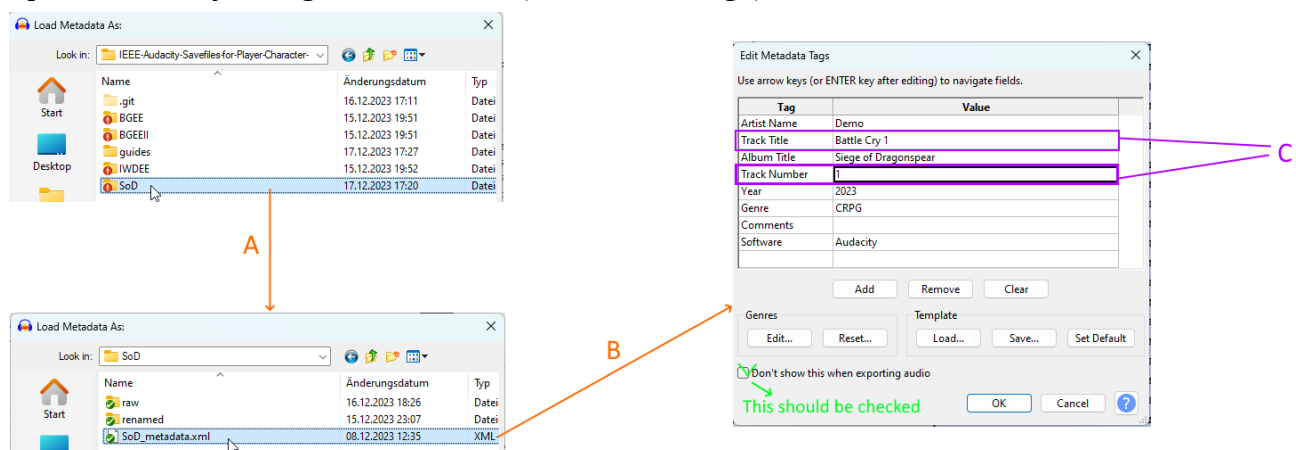 Load Metadata As:
Look in: IEEE-Audacity-Savefiles-for-Player-Character-
Name Änderungsdatum Typ
.git 16.12.2023 17:11 Datei
BGEE 15.12.2023 19:51 Datei
BGEEII 15.12.2023 19:51 Datei
guides 17.12.2023 17:27 Datei
IWDEE 15.12.2023 19:52 Datei
SoD 17.12.2023 17:20 Datei
Start
Desktop
A
Load Metadata As:
Look in: SoD
Name Änderungsdatum Typ
raw 16.12.2023 18:26 Datei
renamed 15.12.2023 23:07 Datei
SoD_metadata.xml 08.12.2023 12:35 XML
Start
B
Edit Metadata Tags
Use arrow keys (or ENTER key after editing) to navigate fields.
Tag Value
Artist Name Demo
Track Title Battle Cry 1
Album Title Siege of Dragonspear
Track Number 1
Year 2023
Genre CRPG
Comments
Software Audacity
Add Remove Clear
Genres Template
Edit... Reset... Load... Save... Set Default
Don't show this when exporting audio
This should be checked
OK Cancel ?
C